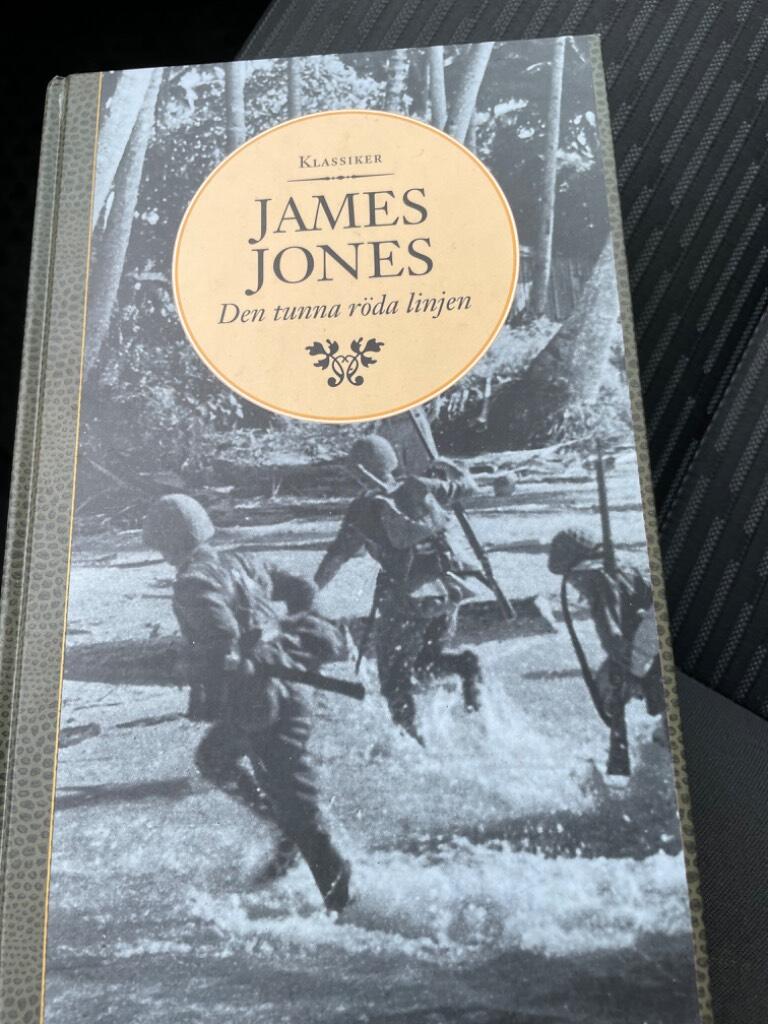 Klassiker
JAMES
JONES
Den tunna röda linjen